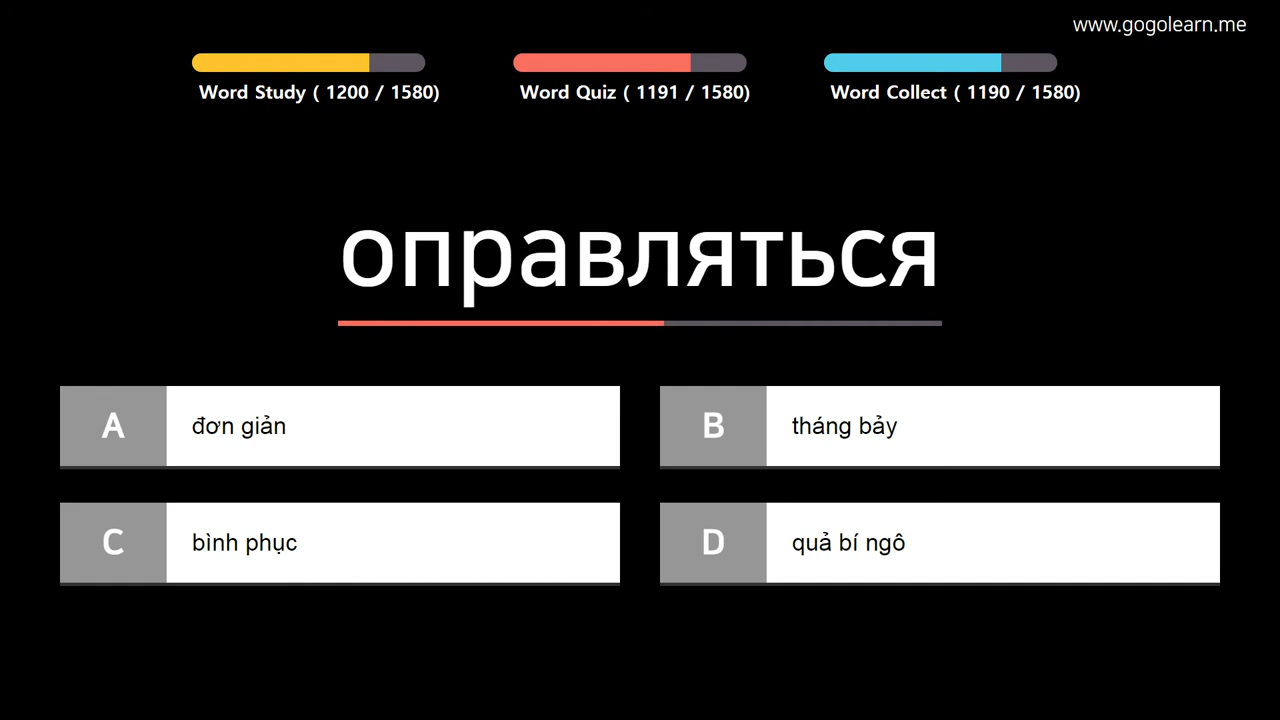 www.gogolearn.me
Word Study ( 1200 / 1580)
Word Quiz ( 1191 / 1580)
Word Collect ( 1190 / 1580)
оправляться
A đơn giản
B tháng bảy
C bình phục
D quả bí ngô